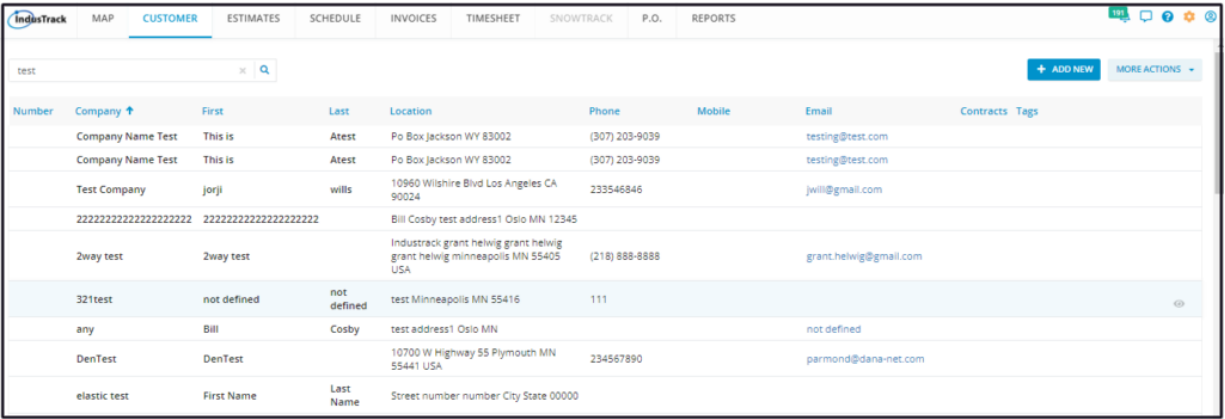 IndusTrack MAP CUSTOMER ESTIMATES SCHEDULE INVOICES TIMESHEET SNOWTRACK P.O. REPORTS 191
test
+ ADD NEW MORE ACTIONS
Number Company First Last Location Phone Mobile Email Contracts Tags
Company Name Test This is Atest Po Box Jackson WY 83002 (307) 203-9039 testing@test.com
Company Name Test This is Atest Po Box Jackson WY 83002 (307) 203-9039 testing@test.com
Test Company jorji wills 10960 Wilshire Blvd Los Angeles CA 233546846 jwill@gmail.com
90024
22222222222222222222 22222222222222222222 Bill Cosby test address1 Oslo MN 12345
Industrack grant helwig grant helwig
2way test 2way test grant helwig minneapolis MN 55405 (218) 888-8888 grant.helwig@gmail.com
USA
321test not defined not defined test Minneapolis MN 55416 111
any Bill Cosby test address1 Oslo MN not defined
DenTest DenTest 10700 W Highway 55 Plymouth MN 234567890 parmond@dana-net.com
55441 USA
elastic test First Name Last Name Street number number City State 00000